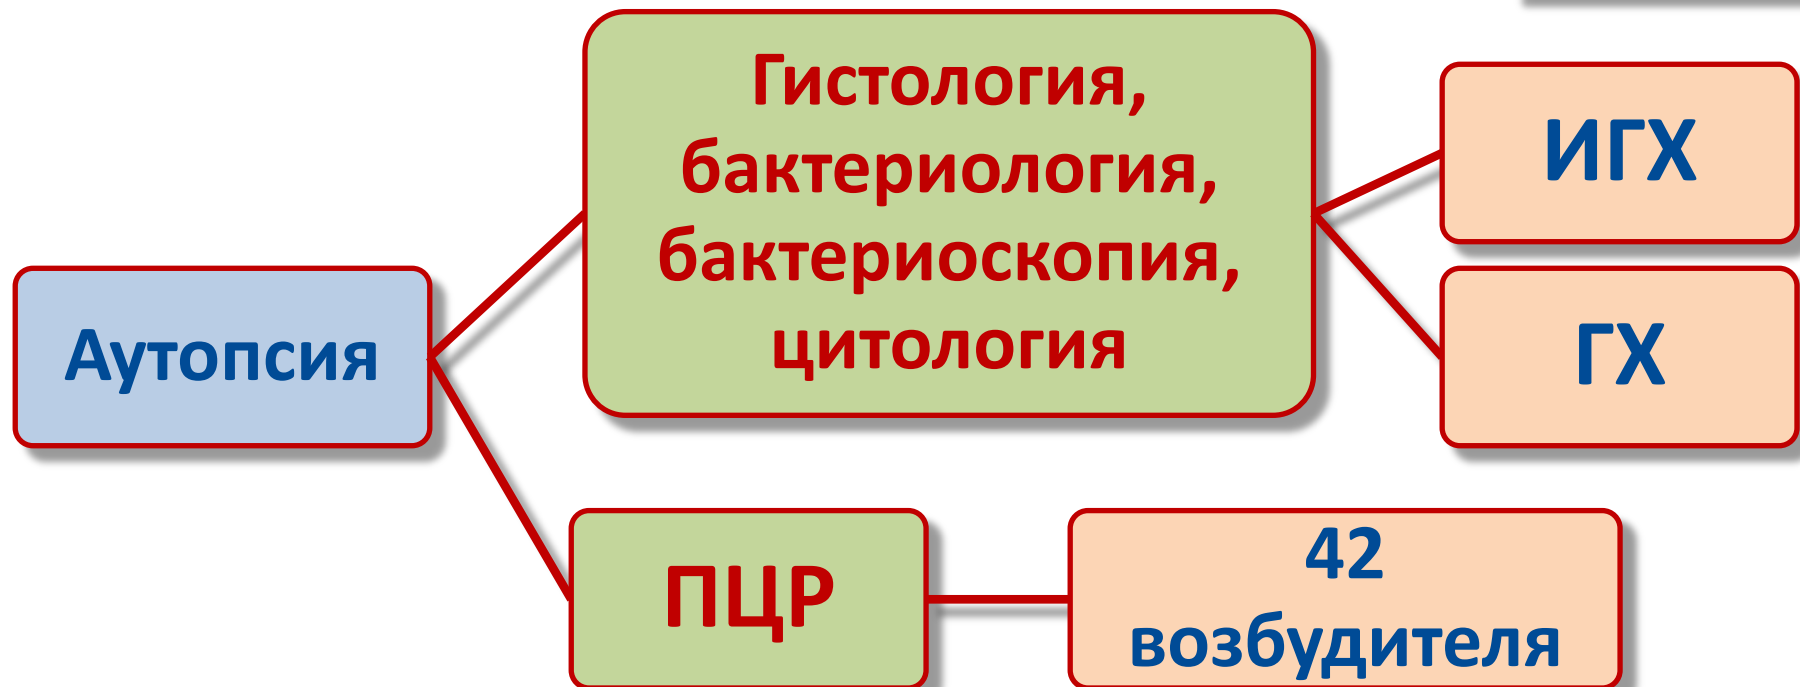 Аутопсия
Гистология,
бактериология,
бактериоскопия,
цитология
ИГХ
ГХ
ПЦР
42
возбудителя